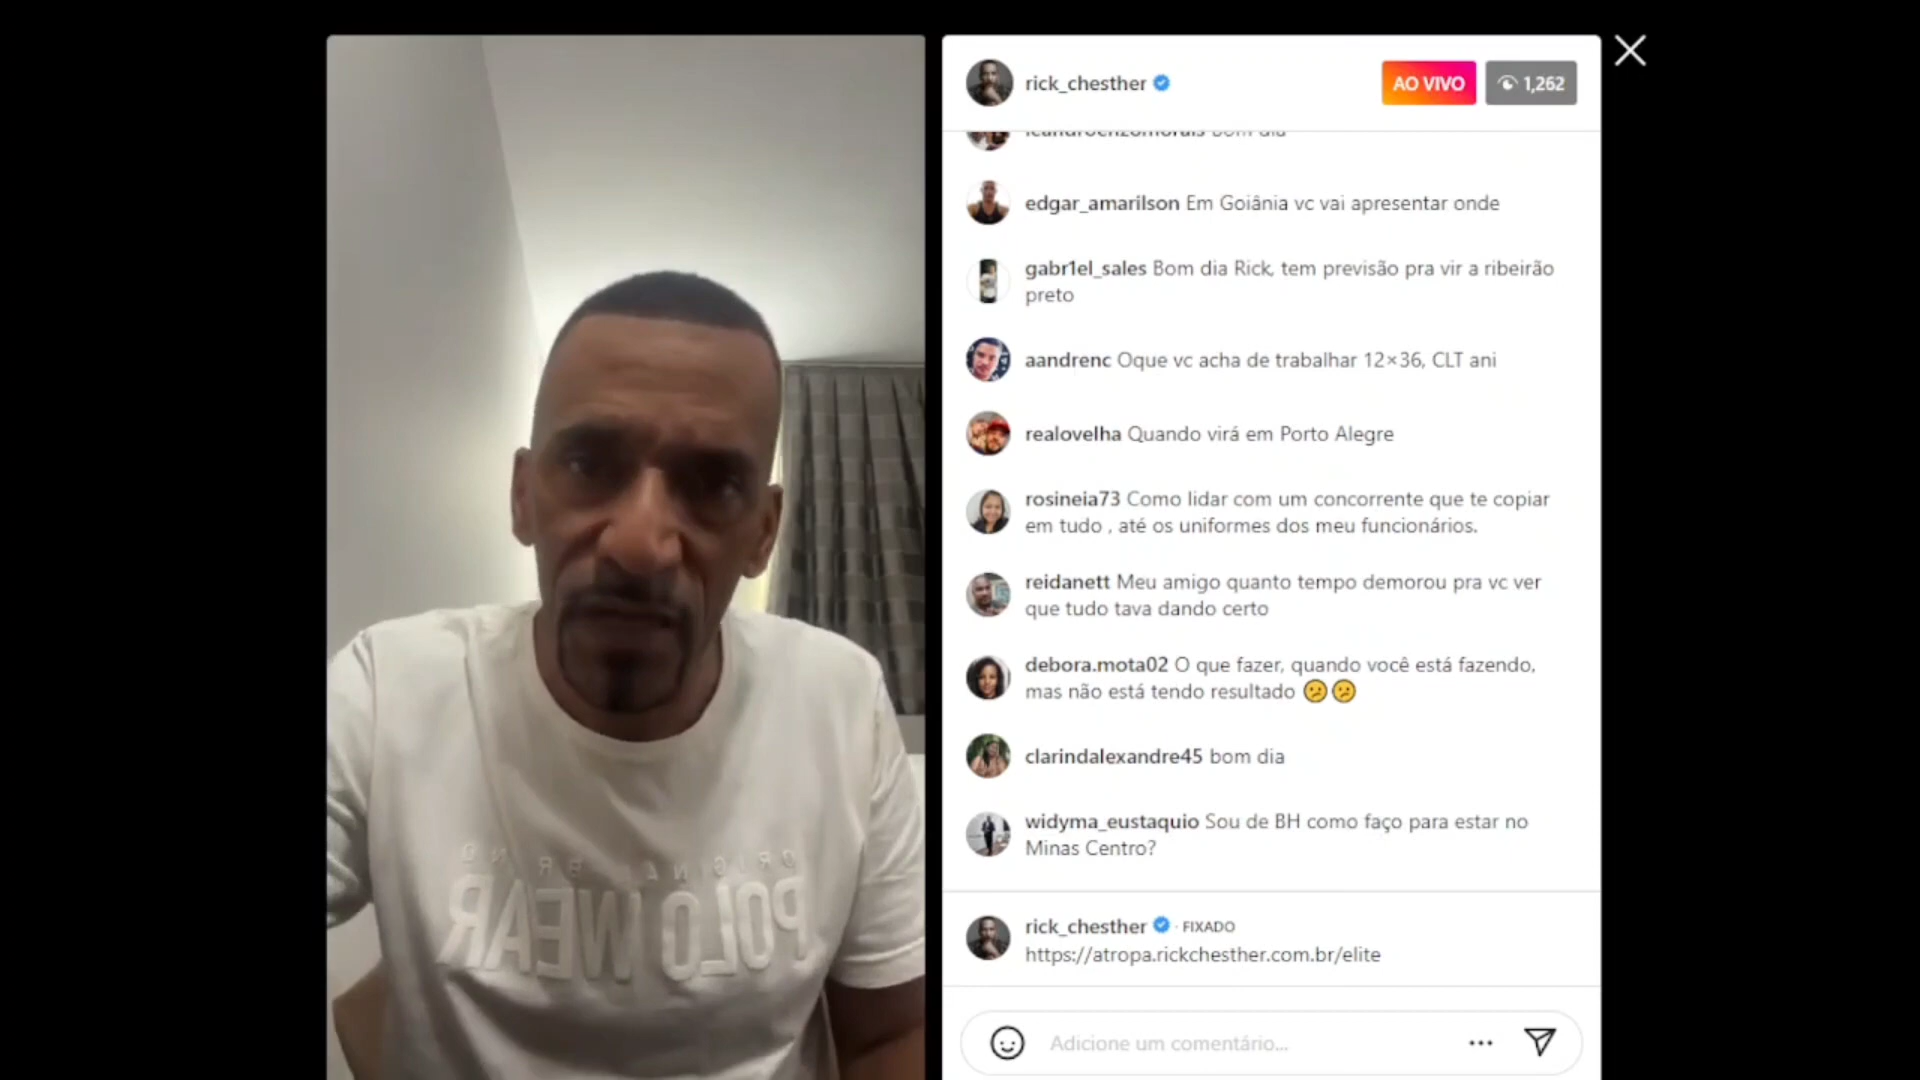 rick_chesther
AO VIVO
1,262
leandroenzomorais Bom dia
edgar_amarilson Em Goiânia vc vai apresentar onde
gabr1el_sales Bom dia Rick, tem previsão pra vir a ribeirão
preto
aandrenc Oque vc acha de trabalhar 12×36, CLT ani
realovelha Quando virá em Porto Alegre
rosineia73 Como lidar com um concorrente que te copiar
em tudo , até os uniformes dos meu funcionários.
reidanett Meu amigo quanto tempo demorou pra vc ver
que tudo tava dando certo
debora.mota02 O que fazer, quando você está fazendo,
mas não está tendo resultado 😕😕
clarindalexandre45 bom dia
widyma_eustaquio Sou de BH como faço para estar no
Minas Centro?
rick_chesther · FIXADO
https://atropa.rickchesther.com.br/elite
Adicione um comentário...
ORIGINAL BRAND
POLO WEAR